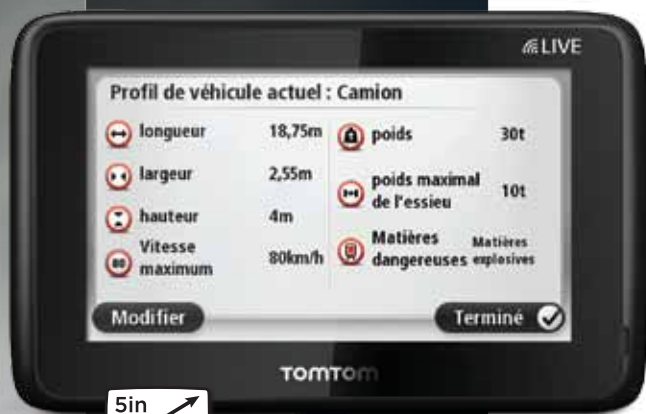 LIVE
Profil de véhicule actuel : Camion
longueur 18,75m
largeur 2,55m
hauteur 4m
80 Vitesse maximum 80km/h
poids 30t
poids maximal de l'essieu 10t
Matières dangereuses Matières explosives
Modifier
Terminé
TOMTOM
5in